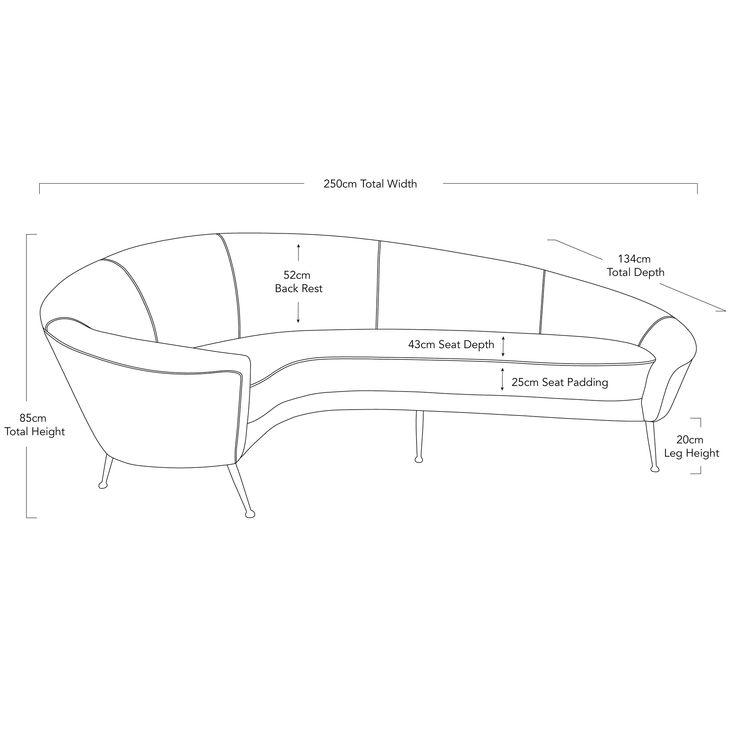 250cm Total Width
134cm
Total Depth
52cm
Back Rest
43cm Seat Depth
25cm Seat Padding
85cm
Total Height
20cm
Leg Height